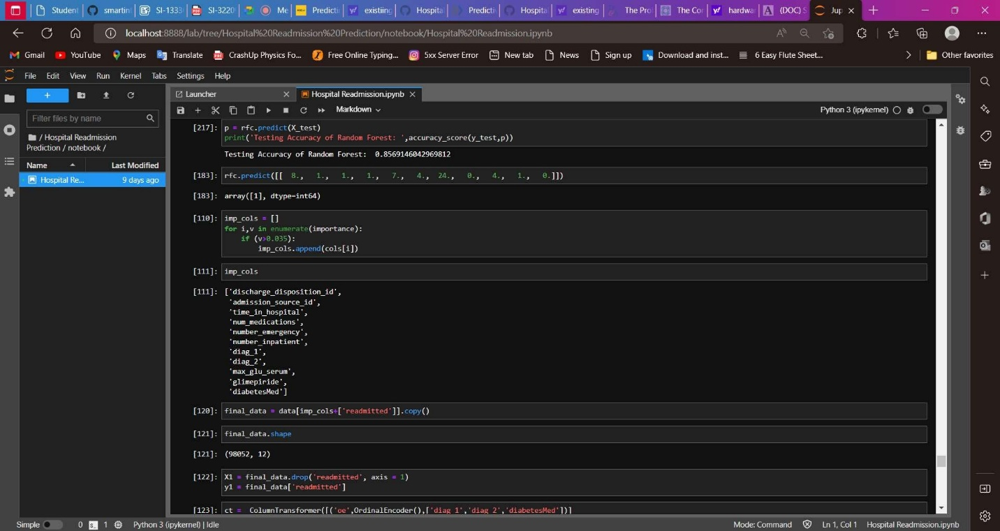 Student
smartin
SI-1333
SI-3220
Me
Predicti
existiing
Hospita
Predicti
Hospita
existing
The Pro
The Cor
hardwa
(DOC) S
Jup
localhost:8888/lab/tree/Hospital%20Readmission%20Prediction/notebook/Hospital%20Readmission.ipynb
Gmail
YouTube
Maps
Translate
CrashUp Physics Fo...
Free Online Typing...
5xx Server Error
New tab
News
Sign up
Download and inst...
6 Easy Flute Sheet...
Other favorites
File Edit View Run Kernel Tabs Settings Help
Filter files by name
/ Hospital Readmission
Prediction / notebook /
Name Last Modified
Hospital Re... 9 days ago
Launcher
Hospital Readmission.ipynb
Markdown
Python 3 (ipykernel)
[217]: p = rfc.predict(X_test)
print('Testing Accuracy of Random Forest: ',accuracy_score(y_test,p))
Testing Accuracy of Random Forest: 0.8569146042969812
[183]: rfc.predict([[ 8., 1., 1., 1., 7., 4., 24., 0., 4., 1., 0.]])
[183]: array([1], dtype=int64)
[110]: imp_cols = []
for i,v in enumerate(importance):
if (v>0.035):
imp_cols.append(cols[i])
[111]: imp_cols
[111]: ['discharge_disposition_id',
'admission_source_id',
'time_in_hospital',
'num_medications',
'number_emergency',
'number_inpatient',
'diag_1',
'diag_2',
'max_glu_serum',
'glimepiride',
'diabetesMed']
[120]: final_data = data[imp_cols+['readmitted']].copy()
[121]: final_data.shape
[121]: (98052, 12)
[122]: X1 = final_data.drop('readmitted', axis = 1)
y1 = final_data['readmitted']
[123]: ct = ColumnTransformer([('oe',OrdinalEncoder(),['diag_1','diag_2','diabetesMed'])]
Simple 0 1 Python 3 (ipykernel) | Idle
Mode: Command Ln 1, Col 1 Hospital Readmission.ipynb